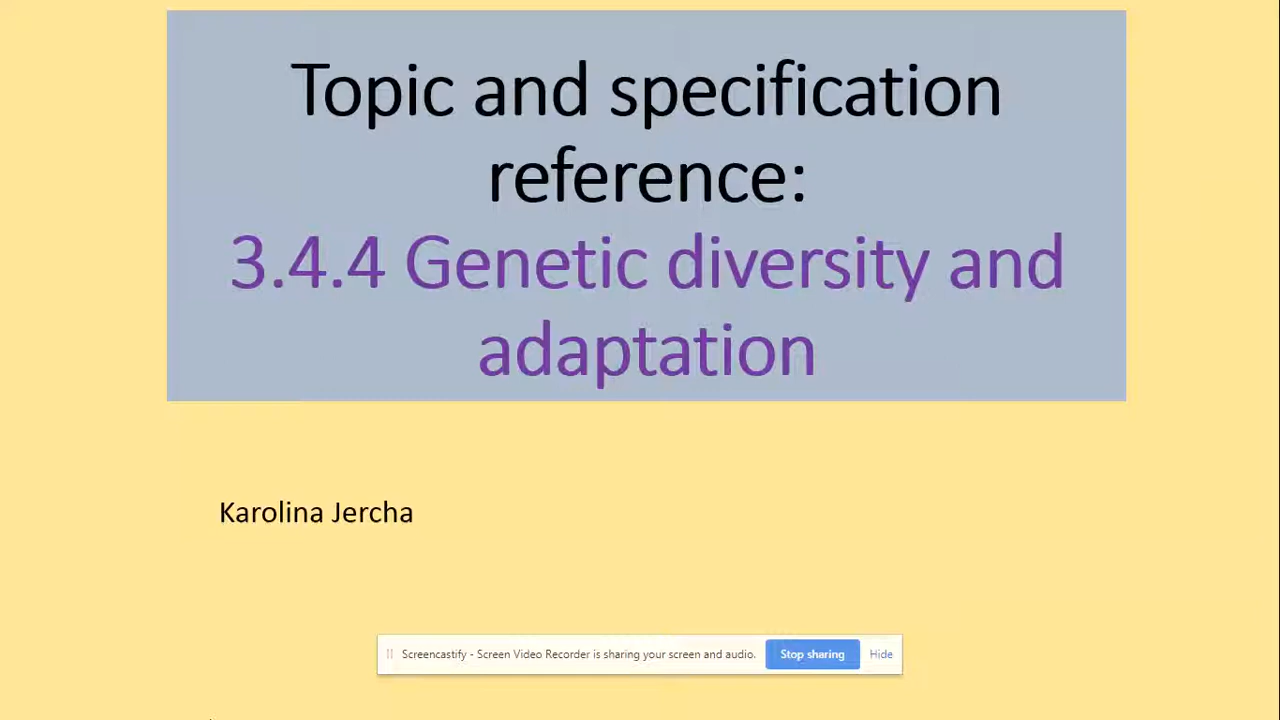 Topic and specification
reference:
3.4.4 Genetic diversity and
adaptation
Karolina Jercha
Screencastify - Screen Video Recorder is sharing your screen and audio. Stop sharing Hide